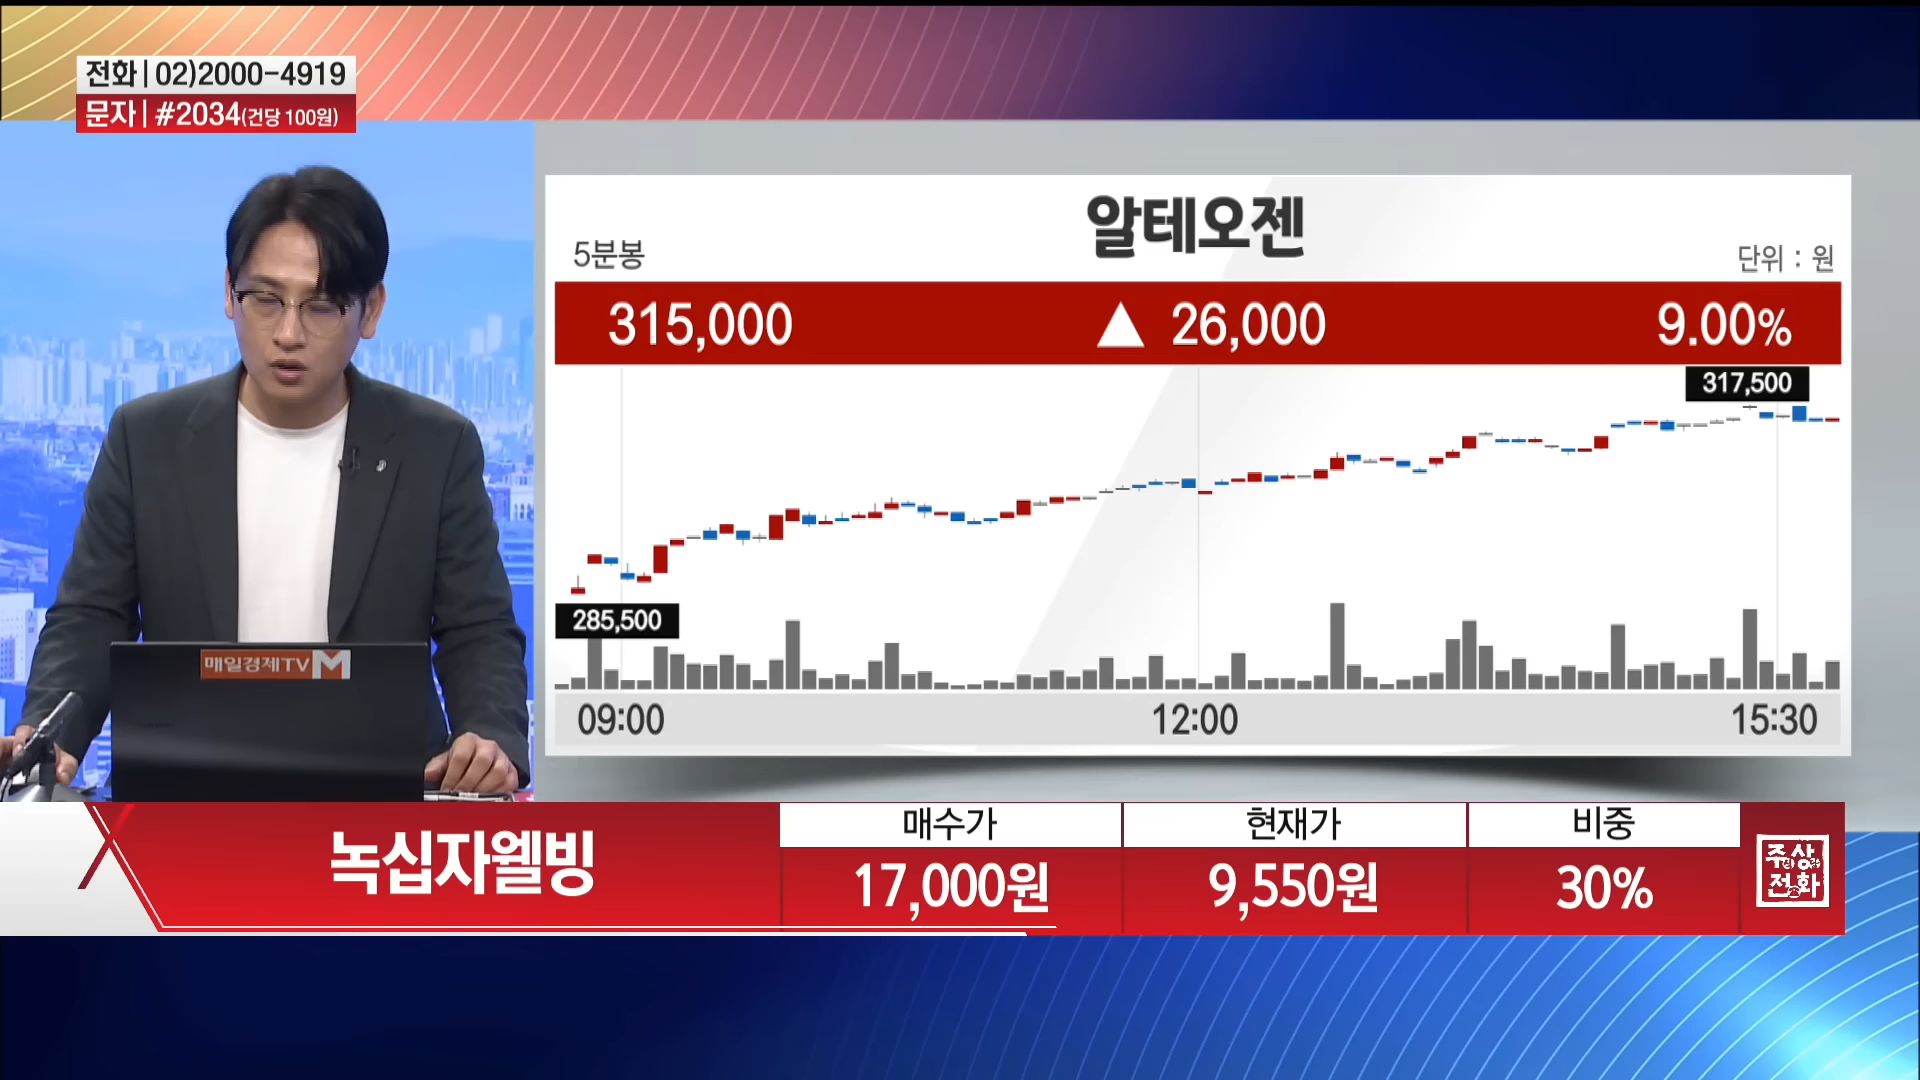 전화 | 02)2000-4919
문자 | #2034(건당 100원)
알테오젠
5분봉
단위 : 원
315,000 ▲ 26,000 9.00%
317,500
285,500
09:00 12:00 15:30
매일경제TV M
녹십자웰빙
매수가 현재가 비중
17,000원 9,550원 30%
주상
전화